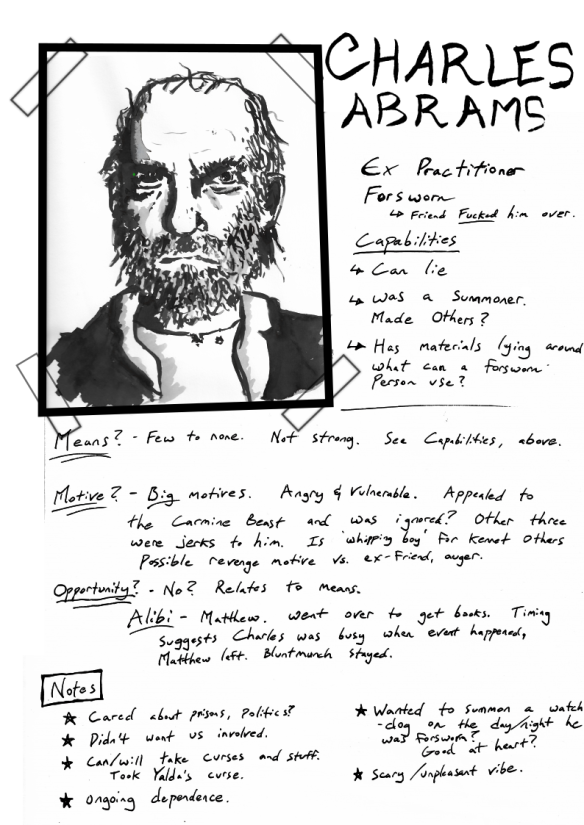 CHARLES
ABRAMS
Ex Practitioner
Forsworn
↳ Friend Fucked him over.
Capabilities
↳ Can lie
↳ Was a Summoner.
Made Others?
↳ Has materials lying around
what can a forsworn
Person use?
Means? - Few to none. Not strong. See Capabilities, above.
Motive? - Big motives. Angry & Vulnerable. Appealed to
the Carmine Beast and was ignored? Other three
were jerks to him. Is 'whipping boy' for Kennet Others
Possible revenge motive vs. ex-Friend, auger.
Opportunity? - No? Relates to means.
Alibi - Matthew. went over to get books. Timing
suggests Charles was busy when event happened,
Matthew left. Bluntmunch stayed.
Notes
★ Cared about prisons, Politics?
★ Didn't want us involved.
★ Can/will take curses and stuff.
Took Yalda's curse.
★ Ongoing dependence.
★ Wanted to summon a watch
-dog on the day/night he
was Forsworn?
Good at heart?
★ Scary/unpleasant vibe.